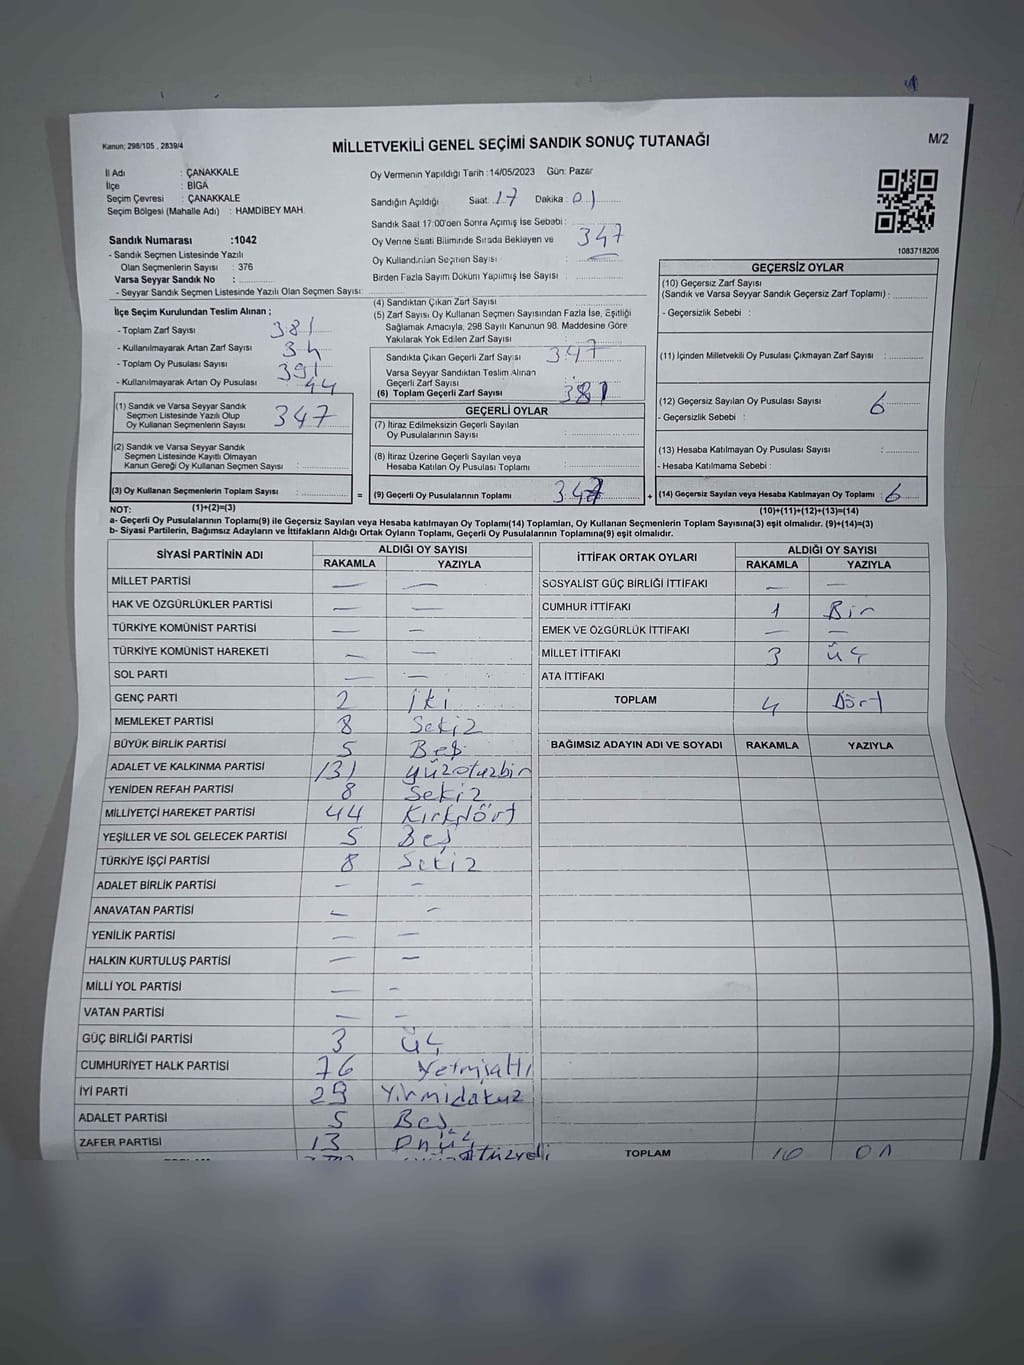 Kanun; 298/105 , 2839/4
MİLLETVEKİLİ GENEL SEÇİMİ SANDIK SONUÇ TUTANAĞI
M/2
İl Adı : ÇANAKKALE
İlçe : BİGA
Seçim Çevresi : ÇANAKKALE
Seçim Bölgesi (Mahalle Adı) : HAMDİBEY MAH.
Sandık Numarası :1042
- Sandık Seçmen Listesinde Yazılı
Olan Seçmenlerin Sayısı : 376
Varsa Seyyar Sandık No :
- Seyyar Sandık Seçmen Listesinde Yazılı Olan Seçmen Sayısı:
Oy Vermenin Yapıldığı Tarih :14/05/2023 Gün: Pazar
Sandığın Açıldığı Saat: 17 Dakika: 01
Sandık Saat 17:00'den Sonra Açımış İse Sebebi :
Oy Verme Saati Bitiminde Sırada Bekleyen ve 347
Oy Kullandırılan Seçmen Sayısı :
Birden Fazla Sayım Döküm Yapılmış İse Sayısı :
1083718206
İlçe Seçim Kurulundan Teslim Alınan ;
- Toplam Zarf Sayısı : 381
- Kullanılmayarak Artan Zarf Sayısı : 34
- Toplam Oy Pusulası Sayısı : 391
- Kullanılmayarak Artan Oy Pusulası : 44
(1) Sandık ve Varsa Seyyar Sandık
Seçmen Listesinde Yazılı Olup
Oy Kullanan Seçmenlerin Sayısı : 347
(2) Sandık ve Varsa Seyyar Sandık
Seçmen Listesinde Kayıtlı Olmayan
Kanun Gereği Oy Kullanan Seçmen Sayısı :
(3) Oy Kullanan Seçmenlerin Toplam Sayısı :
(1)+(2)=(3)
(4) Sandıktan Çıkan Zarf Sayısı :
(5) Zarf Sayısı Oy Kullanan Seçmen Sayısından Fazla İse, Eşitliği
Sağlamak Amacıyla, 298 Sayılı Kanunun 98. Maddesine Göre
Yakılarak Yok Edilen Zarf Sayısı :
Sandıkta Çıkan Geçerli Zarf Sayısı : 347
Varsa Seyyar Sandıktan Teslim Alınan
Geçerli Zarf Sayısı :
(6) Toplam Geçerli Zarf Sayısı : 381
GEÇERLİ OYLAR
(7) İtiraz Edilmeksizin Geçerli Sayılan
Oy Pusulalarının Sayısı :
(8) İtiraz Üzerine Geçerli Sayılan veya
Hesaba Katılan Oy Pusulası Toplamı :
= (9) Geçerli Oy Pusulalarının Toplamı
GEÇERSİZ OYLAR
(10) Geçersiz Zarf Sayısı
(Sandık ve Varsa Seyyar Sandık Geçersiz Zarf Toplamı) :
- Geçersizlik Sebebi :
(11) İçinden Milletvekili Oy Pusulası Çıkmayan Zarf Sayısı :
(12) Geçersiz Sayılan Oy Pusulası Sayısı : 6
- Geçersizlik Sebebi :
(13) Hesaba Katılmayan Oy Pusulası Sayısı :
- Hesaba Katılmama Sebebi :
+ (14) Geçersiz Sayılan veya Hesaba Katılmayan Oy Toplamı : 6
(10)+(11)+(12)+(13)=(14)
NOT:
a- Geçerli Oy Pusulalarının Toplamı(9) ile Geçersiz Sayılan veya Hesaba katılmayan Oy Toplamı(14) Toplamları, Oy Kullanan Seçmenlerin Toplam Sayısına(3) eşit olmalıdır. (9)+(14)=(3)
b- Siyasi Partilerin, Bağımsız Adayların ve İttifakların Aldığı Ortak Oyların Toplamı, Geçerli Oy Pusulalarının Toplamına(9) eşit olmalıdır.
SİYASİ PARTİNİN ADI ALDIĞI OY SAYISI
RAKAMLA YAZIYLA
MİLLET PARTİSİ — —
HAK VE ÖZGÜRLÜKLER PARTİSİ — —
TÜRKİYE KOMÜNİST PARTİSİ — —
TÜRKİYE KOMÜNİST HAREKETİ — —
SOL PARTİ — —
GENÇ PARTİ 2 iki
MEMLEKET PARTİSİ 8 Sekiz
BÜYÜK BİRLİK PARTİSİ 5 Beş
ADALET VE KALKINMA PARTİSİ 131 yüzotuzbir
YENİDEN REFAH PARTİSİ 8 Sekiz
MİLLİYETÇİ HAREKET PARTİSİ 44 Kırkdört
YEŞİLLER VE SOL GELECEK PARTİSİ 5 Beş
TÜRKİYE İŞÇİ PARTİSİ 8 Sekiz
ADALET BİRLİK PARTİSİ — —
ANAVATAN PARTİSİ — —
YENİLİK PARTİSİ — —
HALKIN KURTULUŞ PARTİSİ — —
MİLLİ YOL PARTİSİ — -
VATAN PARTİSİ — —
GÜÇ BİRLİĞİ PARTİSİ 3 üç
CUMHURİYET HALK PARTİSİ 76 Yetmişaltı
İYİ PARTİ 29 Yirmidokuz
ADALET PARTİSİ 5 Beş
ZAFER PARTİSİ 13 Onüç
İTTİFAK ORTAK OYLARI ALDIĞI OY SAYISI
RAKAMLA YAZIYLA
SOSYALİST GÜÇ BİRLİĞİ İTTİFAKI — —
CUMHUR İTTİFAKI 1 Bir
EMEK VE ÖZGÜRLÜK İTTİFAKI — —
MİLLET İTTİFAKI 3 üç
ATA İTTİFAKI
TOPLAM 4 Dört
BAĞIMSIZ ADAYIN ADI VE SOYADI RAKAMLA YAZIYLA
TOPLAM